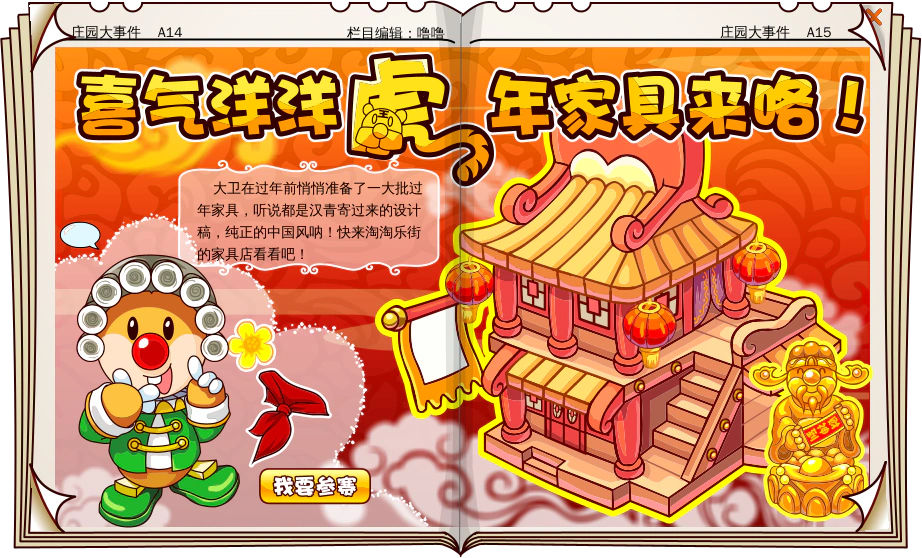 庄园大事件 A14
栏目编辑：噜噜
庄园大事件 A15
喜气洋洋虎年家具来咯！
大卫在过年前悄悄准备了一大批过
年家具，听说都是汉青寄过来的设计
稿，纯正的中国风呐！快来淘淘乐街
的家具店看看吧！
我要参赛